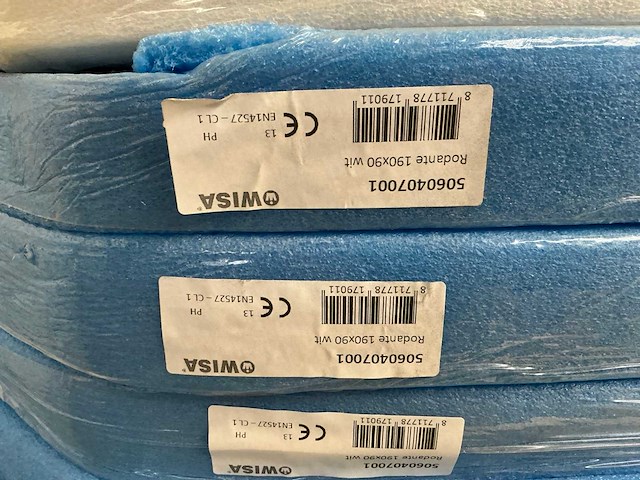 5060407001
Rodante 190x90 wit
8 711778 179011
WISA®
CE
13
EN14527 – CL 1
PH
5060407001
Rodante 190x90 wit
8 711778 179011
WISA
CE
13
EN14527 – CL 1
PH
5060407001
Rodante 190x90 wit
8 711778 179011
WISA
CE
13
EN14527 – CL 1
PH